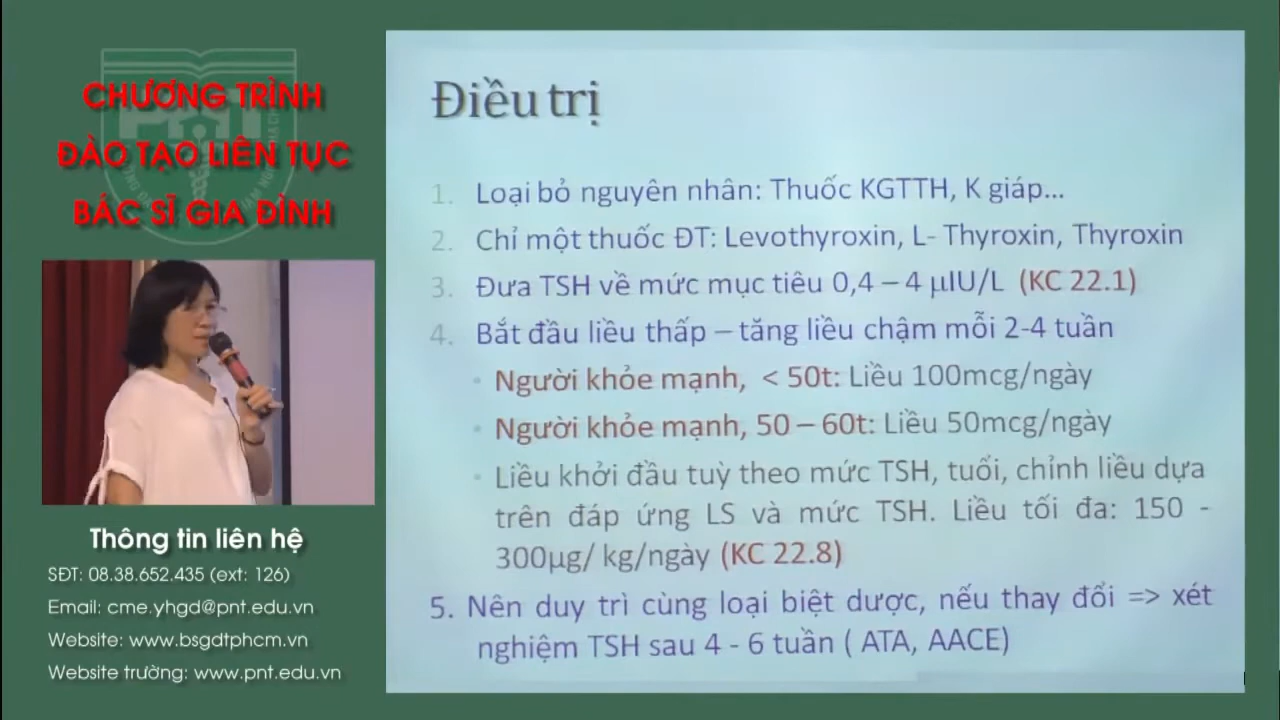 CHƯƠNG TRÌNH
ĐÀO TẠO LIÊN TỤC
BÁC SĨ GIA ĐÌNH
Thông tin liên hệ
SĐT: 08.38.652.435 (ext: 126)
Email: cme.yhgd@pnt.edu.vn
Website: www.bsgdtphcm.vn
Website trường: www.pnt.edu.vn
Điều trị
1. Loại bỏ nguyên nhân: Thuốc KGTTH, K giáp...
2. Chỉ một thuốc ĐT: Levothyroxin, L- Thyroxin, Thyroxin
3. Đưa TSH về mức mục tiêu 0,4 – 4 µIU/L (KC 22.1)
4. Bắt đầu liều thấp – tăng liều chậm mỗi 2-4 tuần
• Người khỏe mạnh, < 50t: Liều 100mcg/ngày
• Người khỏe mạnh, 50 – 60t: Liều 50mcg/ngày
• Liều khởi đầu tuỳ theo mức TSH, tuổi, chỉnh liều dựa
trên đáp ứng LS và mức TSH. Liều tối đa: 150 -
300µg/ kg/ngày (KC 22.8)
5. Nên duy trì cùng loại biệt dược, nếu thay đổi => xét
nghiệm TSH sau 4 - 6 tuần ( ATA, AACE)